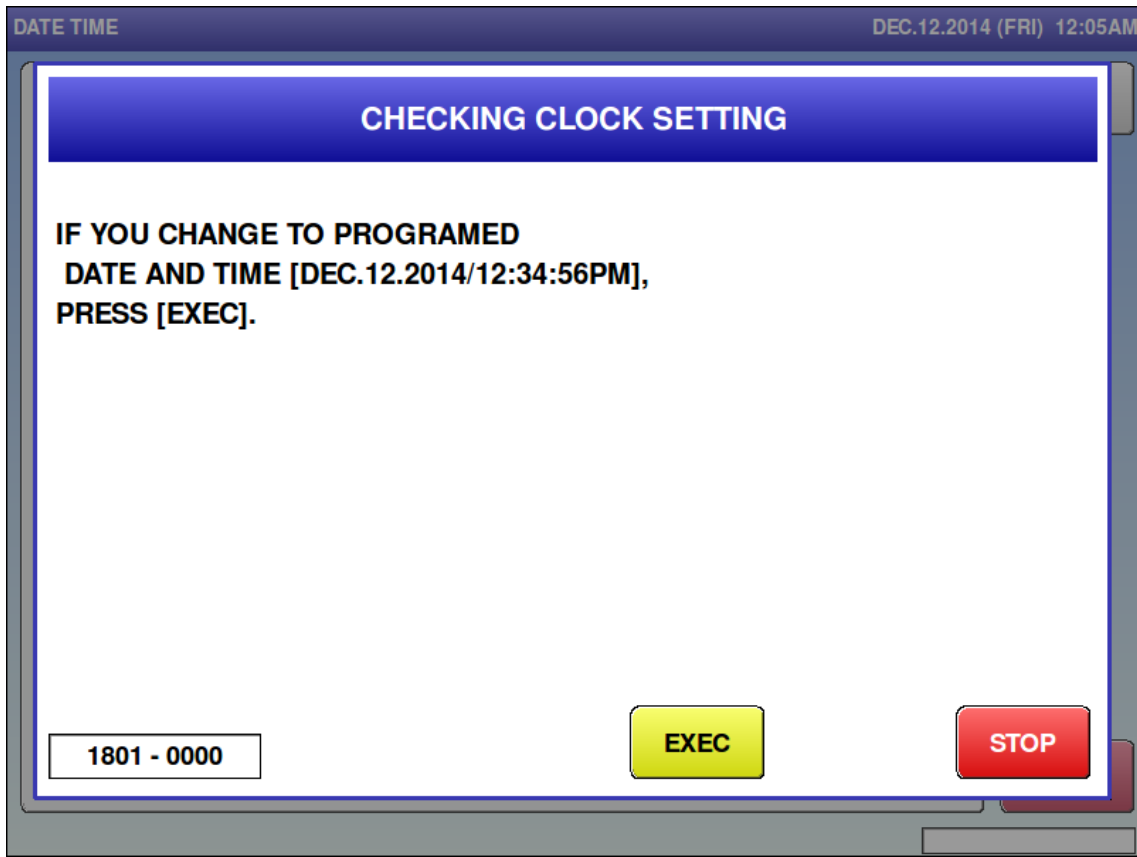 DATE TIME DEC.12.2014 (FRI) 12:05AM
CHECKING CLOCK SETTING
IF YOU CHANGE TO PROGRAMED
DATE AND TIME [DEC.12.2014/12:34:56PM],
PRESS [EXEC].
1801 - 0000 EXEC STOP